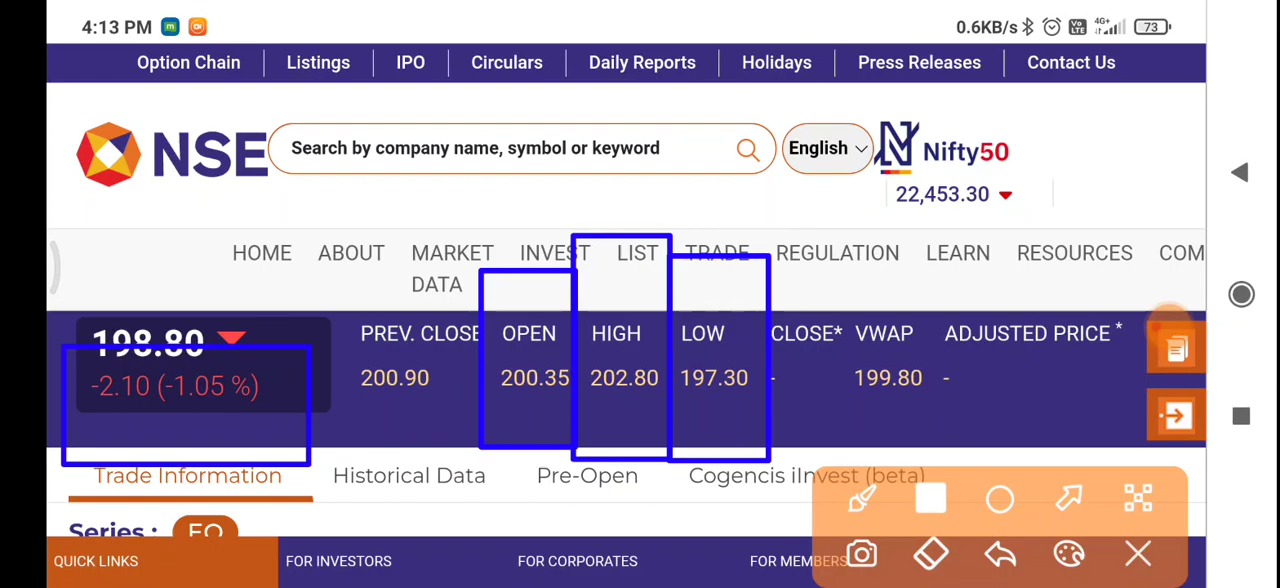 4:13 PM 0.6KB/s Vo LTE 4G+ 73
Option Chain Listings IPO Circulars Daily Reports Holidays Press Releases Contact Us
NSE Search by company name, symbol or keyword English Nifty50
22,453.30
HOME ABOUT MARKET DATA INVEST LIST TRADE REGULATION LEARN RESOURCES COM
198.80 PREV. CLOSE OPEN HIGH LOW CLOSE* VWAP ADJUSTED PRICE *
-2.10 (-1.05 %) 200.90 200.35 202.80 197.30 - 199.80 -
Trade Information Historical Data Pre-Open Cogencis iInvest (beta)
Series : EQ
QUICK LINKS FOR INVESTORS FOR CORPORATES FOR MEMBERS